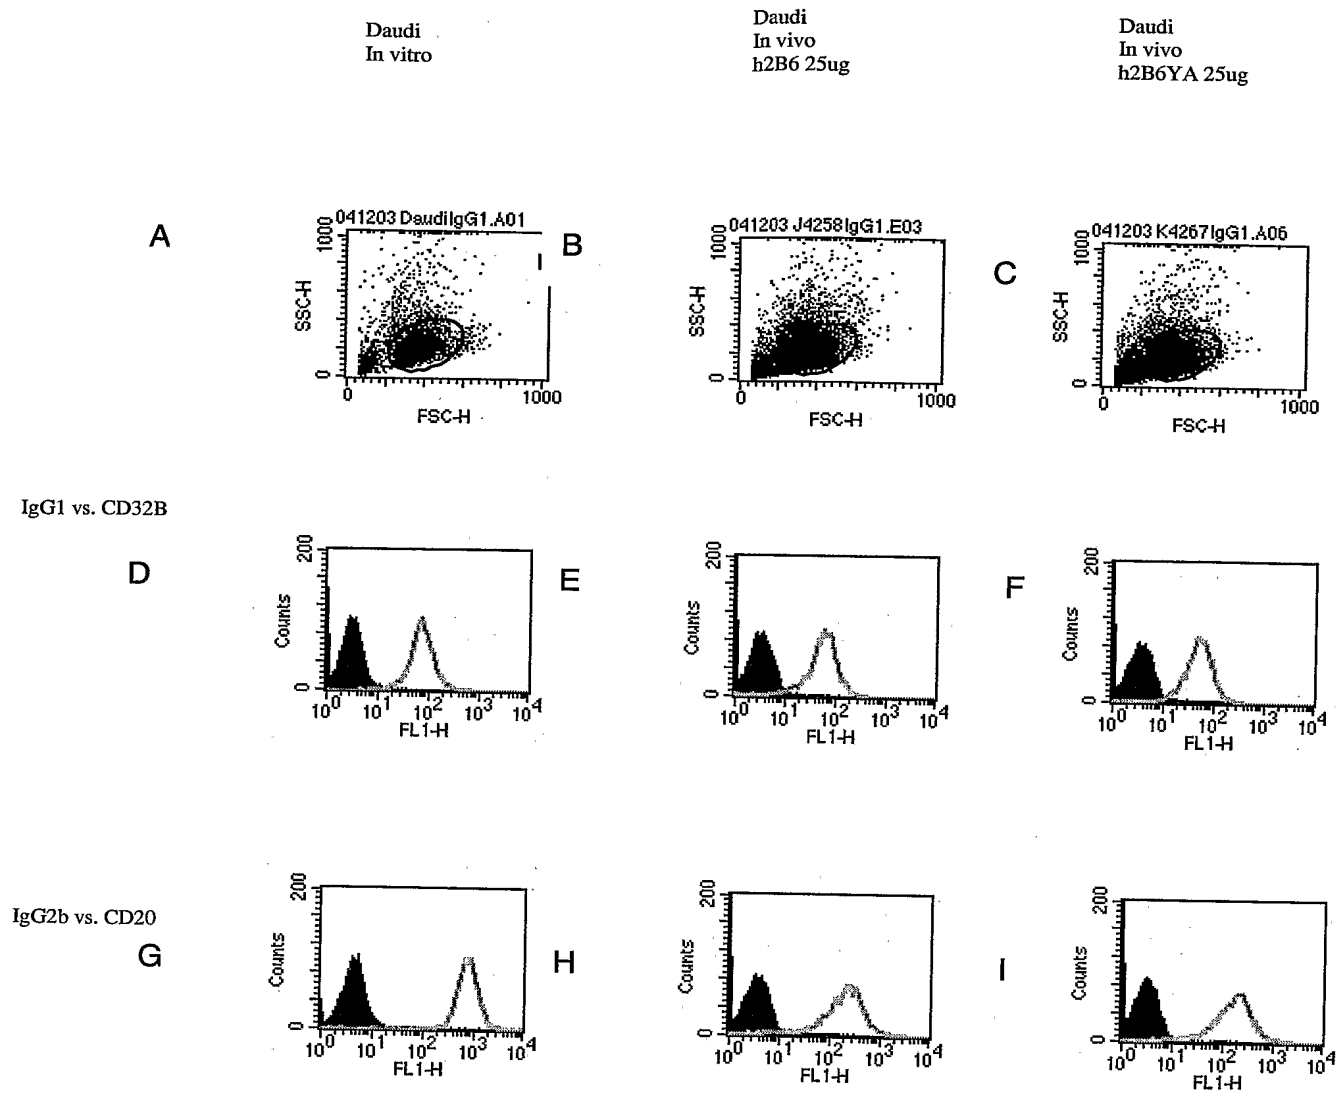 Daudi
In vitro
Daudi
In vivo
h2B6 25ug
Daudi
In vivo
h2B6YA 25ug
A
041203 DaudiIgG1.A01
1000
SSC-H
0
0
1000
FSC-H
B
041203 J4258IgG1.E03
1000
SSC-H
0
0
1000
FSC-H
C
041203 K4267IgG1.A06
1000
SSC-H
0
0
1000
FSC-H
IgG1 vs. CD32B
D
200
Counts
0
10^0 10^1 10^2 10^3 10^4
FL1-H
E
200
Counts
0
10^0 10^1 10^2 10^3 10^4
FL1-H
F
200
Counts
0
10^0 10^1 10^2 10^3 10^4
FL1-H
IgG2b vs. CD20
G
200
Counts
0
10^0 10^1 10^2 10^3 10^4
FL1-H
H
200
Counts
0
10^0 10^1 10^2 10^3 10^4
FL1-H
I
200
Counts
0
10^0 10^1 10^2 10^3 10^4
FL1-H